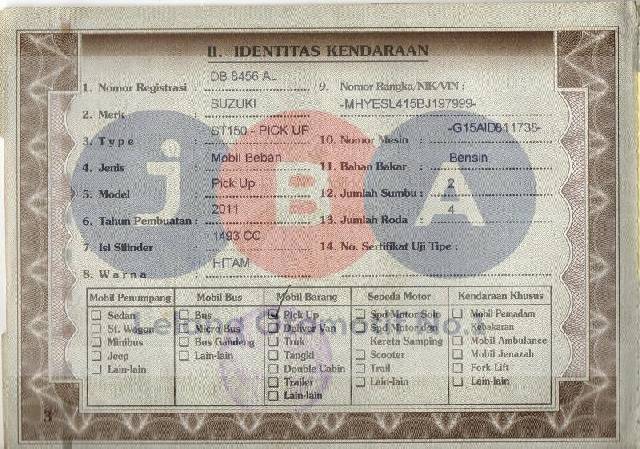 II. IDENTITAS KENDARAAN
1. Nomor Registrasi : DB 8456 A
2. Merk : SUZUKI
3. Type : ST150 - PICK UP
4. Jenis : Mobil Beban
5. Model : Pick Up
6. Tahun Pembuatan : 2011
7. Isi Silinder : 1493 CC
8. Warna : HITAM
9. Nomor Rangka/NIK/VIN :
-MHYESL415BJ197999-
10. Nomor Mesin : -G15AID811735-
11. Bahan Bakar : Bensin
12. Jumlah Sumbu : 2
13. Jumlah Roda : 4
14. No. Sertifikat Uji Tipe :
JBA
Mobil Penumpang
Sedan
St. Wagon
Minibus
Jeep
Lain-lain
Mobil Bus
Bus
Micro Bus
Bus Gandeng
Lain-lain
Mobil Barang
Pick Up
Delivery Van
Truk
Tangki
Double Cabin
Trailer
Lain-lain
Sepeda Motor
Spd Motor Solo
Spd Motor dan
Kereta Samping
Scooter
Trail
Lain-lain
Kendaraan Khusus
Mobil Pemadam
Kebakaran
Mobil Ambulance
Mobil Jenazah
Fork Lift
Lain-lain
Lelang Otomotif No.
3